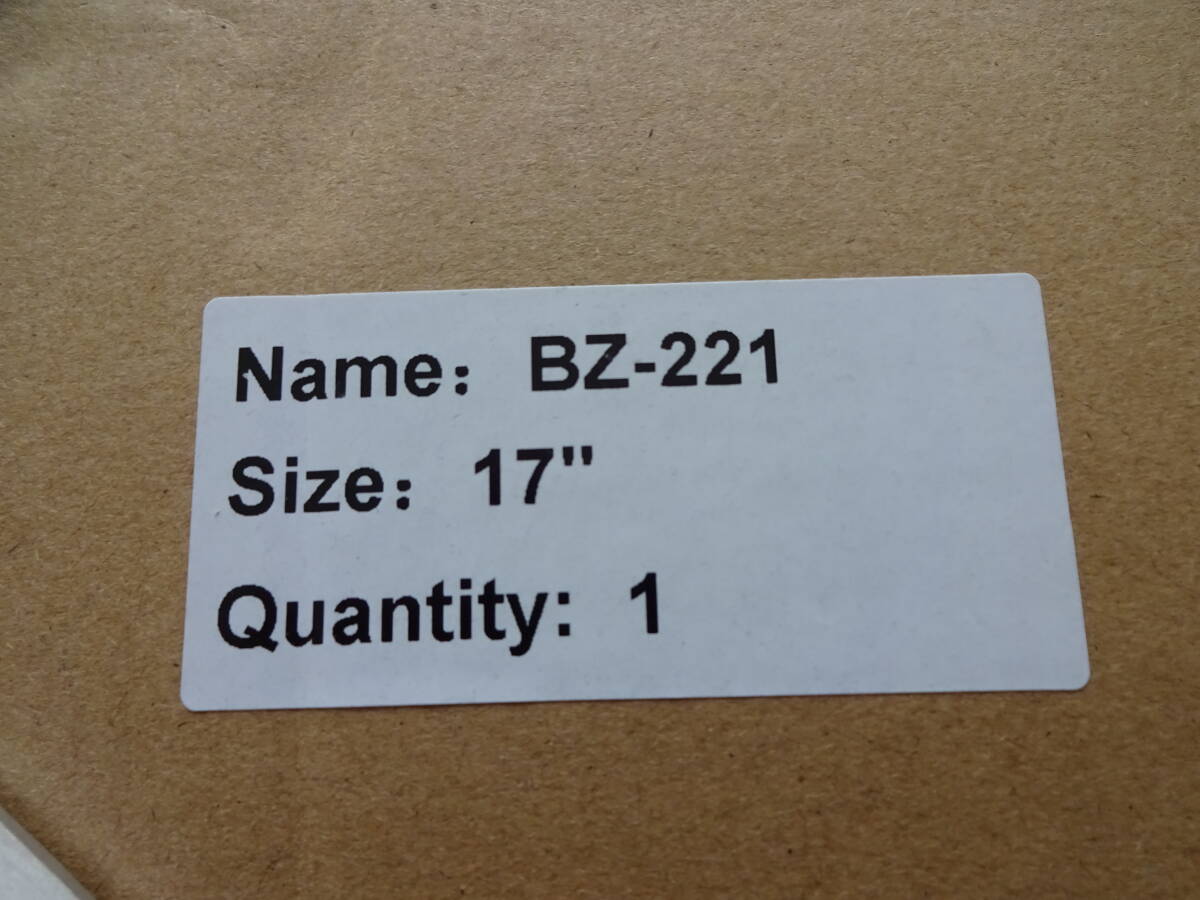 Name： BZ-221
Size： 17"
Quantity: 1